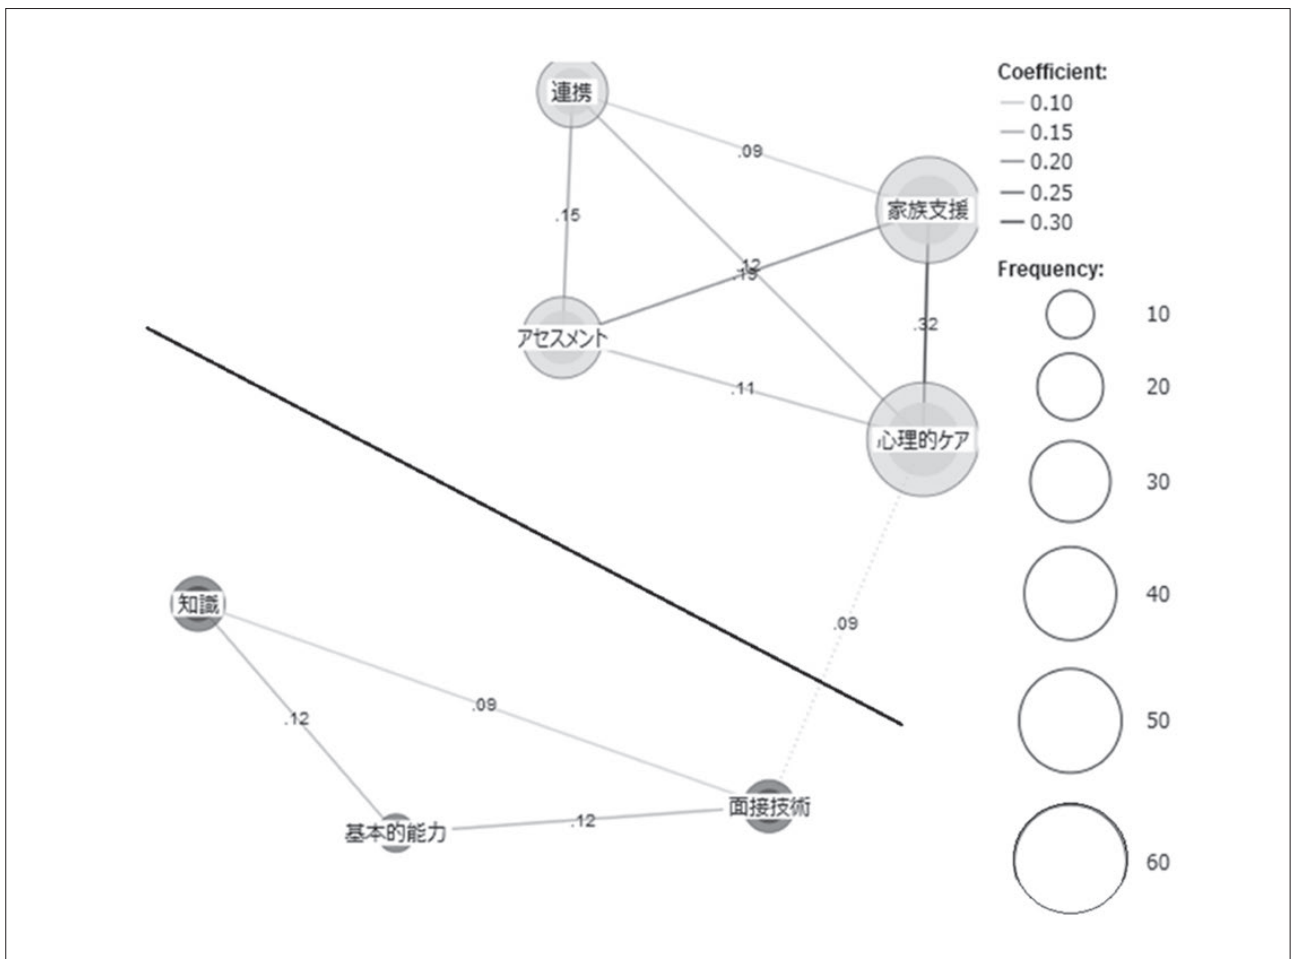 連携
Coefficient:
0.10
0.15
0.20
0.25
0.30
.09
家族支援
.15
.12
Frequency:
10
.32
アセスメント
20
.11
心理的ケア
30
40
知識
.09
.09
.12
50
面接技術
.12
基本的能力
60